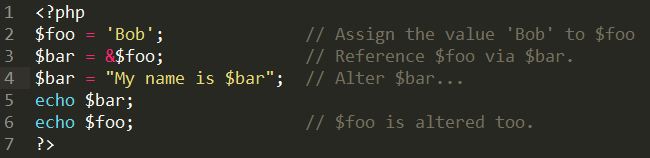 1 <?php
2 $foo = 'Bob';                // Assign the value 'Bob' to $foo
3 $bar = &$foo;                // Reference $foo via $bar.
4 $bar = "My name is $bar";  // Alter $bar...
5 echo $bar;
6 echo $foo;                   // $foo is altered too.
7 ?>